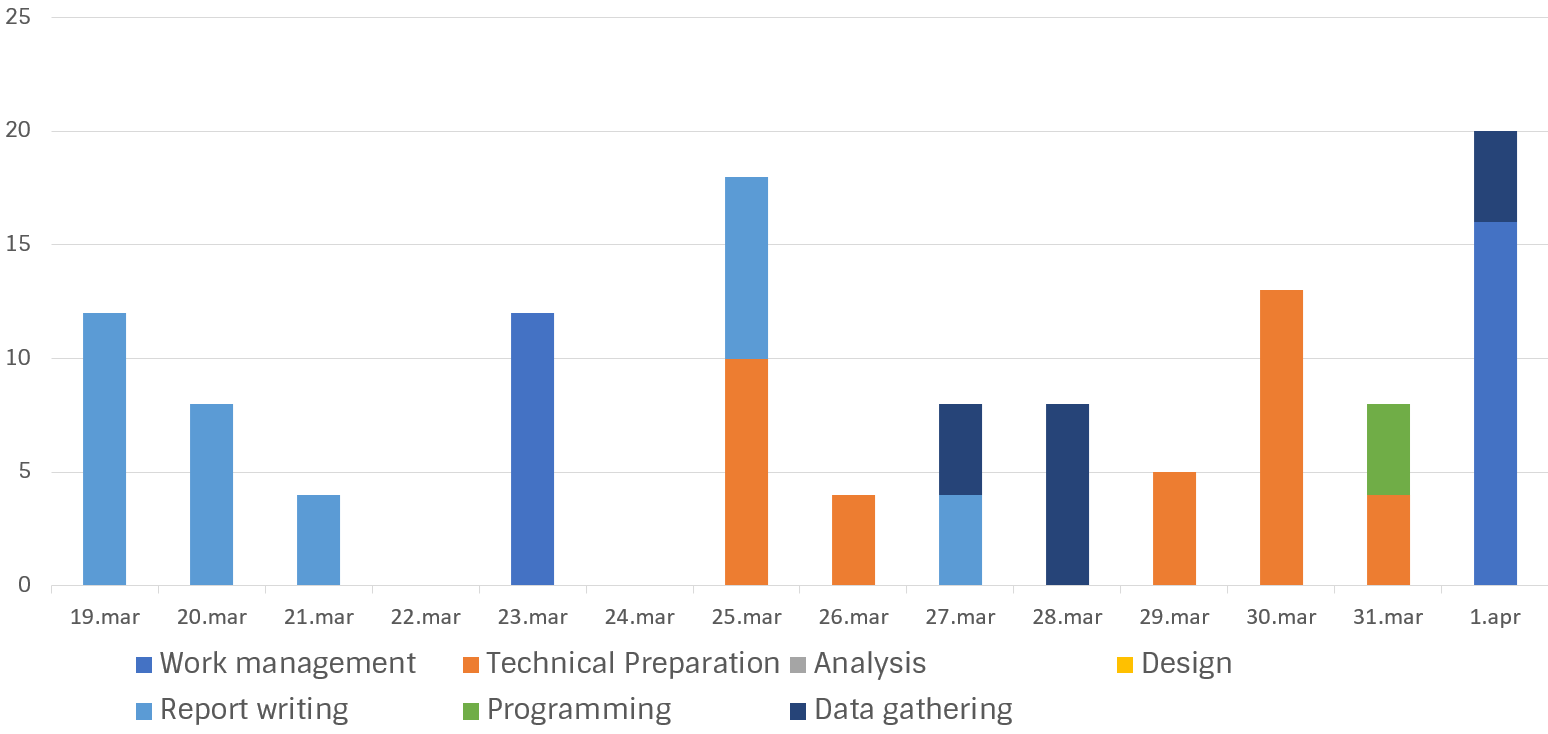 25
20
15
10
5
0
19.mar 20.mar 21.mar 22.mar 23.mar 24.mar 25.mar 26.mar 27.mar 28.mar 29.mar 30.mar 31.mar 1.apr
Work management Technical Preparation Analysis Design
Report writing Programming Data gathering